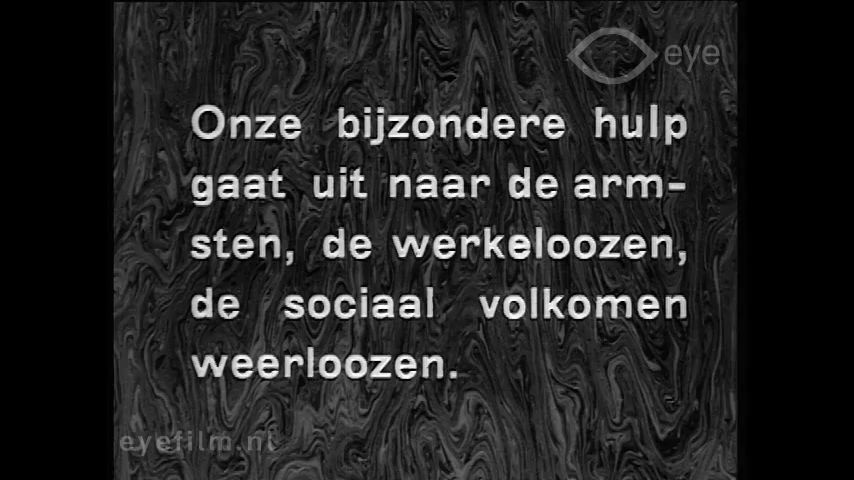 eye
Onze bijzondere hulp
gaat uit naar de arm-
sten, de werkeloozen,
de sociaal volkomen
weerloozen.
eyefilm.nl